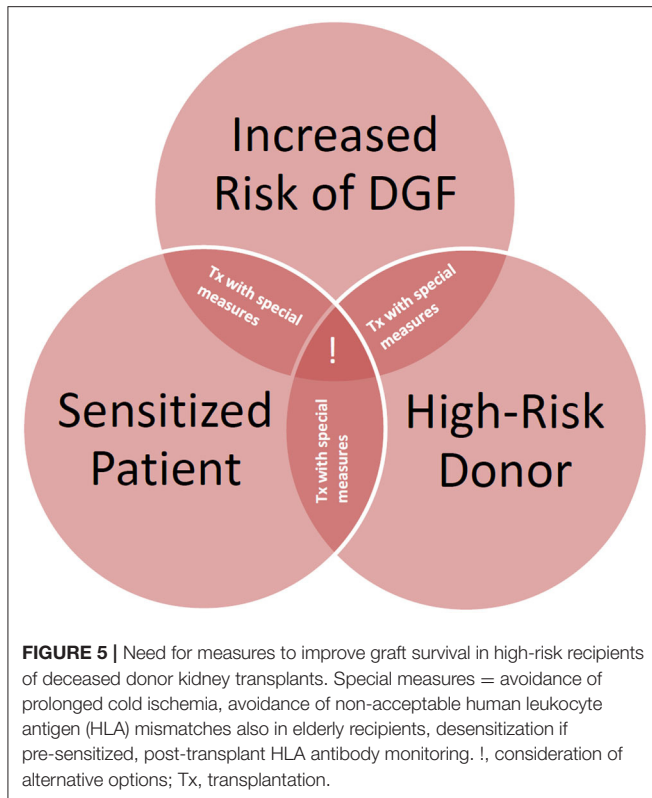 Increased
Risk of DGF
Tx with special
measures
Tx with special
measures
!
Sensitized
Patient
High-Risk
Donor
Tx with special
measures
FIGURE 5 | Need for measures to improve graft survival in high-risk recipients
of deceased donor kidney transplants. Special measures = avoidance of
prolonged cold ischemia, avoidance of non-acceptable human leukocyte
antigen (HLA) mismatches also in elderly recipients, desensitization if
pre-sensitized, post-transplant HLA antibody monitoring. !, consideration of
alternative options; Tx, transplantation.